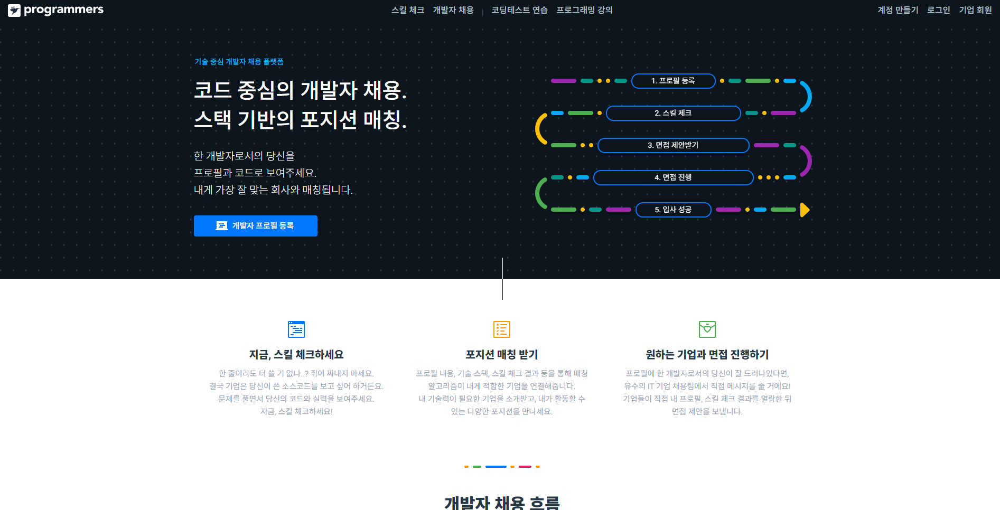 programmers
스킬 체크 개발자 채용 | 코딩테스트 연습 프로그래밍 강의
계정 만들기 로그인 기업 회원
기술 중심 개발자 채용 플랫폼
코드 중심의 개발자 채용.
스택 기반의 포지션 매칭.
한 개발자로서의 당신을
프로필과 코드로 보여주세요.
내게 가장 잘 맞는 회사와 매칭됩니다.
개발자 프로필 등록
1. 프로필 등록
2. 스킬 체크
3. 면접 제안받기
4. 면접 진행
5. 입사 성공
지금, 스킬 체크하세요
한 줄이라도 더 쓸 거 없나..? 쥐어 짜내지 마세요.
결국 기업은 당신이 쓴 소스코드를 보고 싶어 하거든요.
문제를 풀면서 당신의 코드와 실력을 보여주세요.
지금, 스킬 체크하세요!
포지션 매칭 받기
프로필 내용, 기술 스택, 스킬 체크 결과 등을 통해 매칭
알고리즘이 내게 적합한 기업을 연결해줍니다.
내 기술력이 필요한 기업을 소개받고, 내가 활동할 수
있는 다양한 포지션을 만나세요.
원하는 기업과 면접 진행하기
프로필에 한 개발자로서의 당신이 잘 드러나있다면,
유수의 IT 기업 채용팀에서 직접 메시지를 줄 거에요!
기업들이 직접 내 프로필, 스킬 체크 결과를 열람한 뒤
면접 제안을 보냅니다.
개발자 채용 흐름